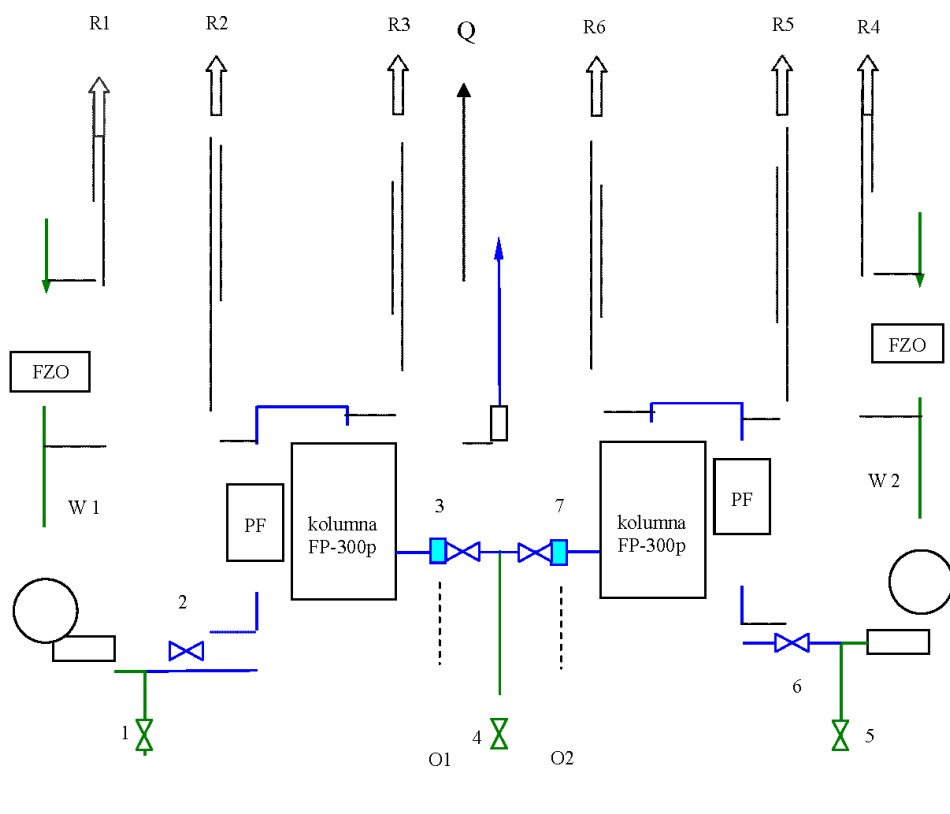 R1
R2
R3
Q
R6
R5
R4
FZO
FZO
W 1
W 2
PF
kolumna
FP-300p
3
7
kolumna
FP-300p
PF
2
6
1
4
5
O1
O2